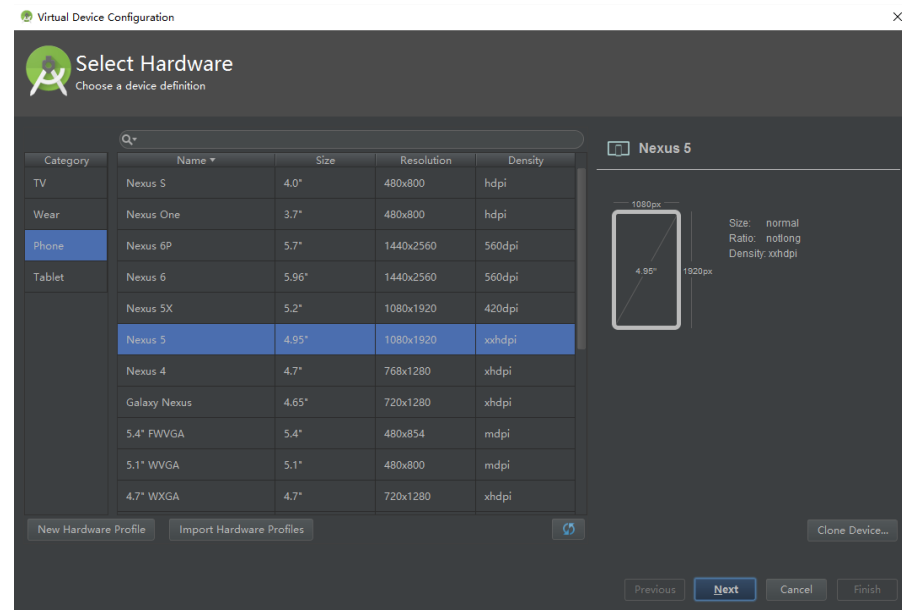 Virtual Device Configuration
Select Hardware
Choose a device definition
Category Name Size Resolution Density
TV
Wear
Phone
Tablet
Nexus S 4.0" 480x800 hdpi
Nexus One 3.7" 480x800 hdpi
Nexus 6P 5.7" 1440x2560 560dpi
Nexus 6 5.96" 1440x2560 560dpi
Nexus 5X 5.2" 1080x1920 420dpi
Nexus 5 4.95" 1080x1920 xxhdpi
Nexus 4 4.7" 768x1280 xhdpi
Galaxy Nexus 4.65" 720x1280 xhdpi
5.4" FWVGA 5.4" 480x854 mdpi
5.1" WVGA 5.1" 480x800 mdpi
4.7" WXGA 4.7" 720x1280 xhdpi
Nexus 5
1080px
4.95"
1920px
Size: normal
Ratio: notlong
Density: xxhdpi
New Hardware Profile Import Hardware Profiles Clone Device...
Previous Next Cancel Finish